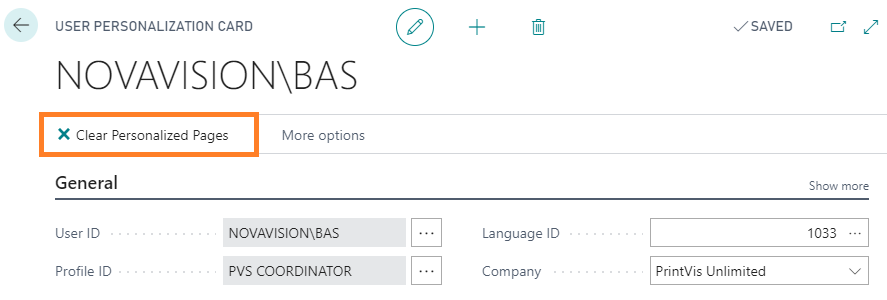 USER PERSONALIZATION CARD
SAVED
NOVAVISION\BAS
Clear Personalized Pages
More options
General
Show more
User ID
NOVAVISION\BAS
...
Language ID
1033
...
Profile ID
PVS COORDINATOR
...
Company
PrintVis Unlimited